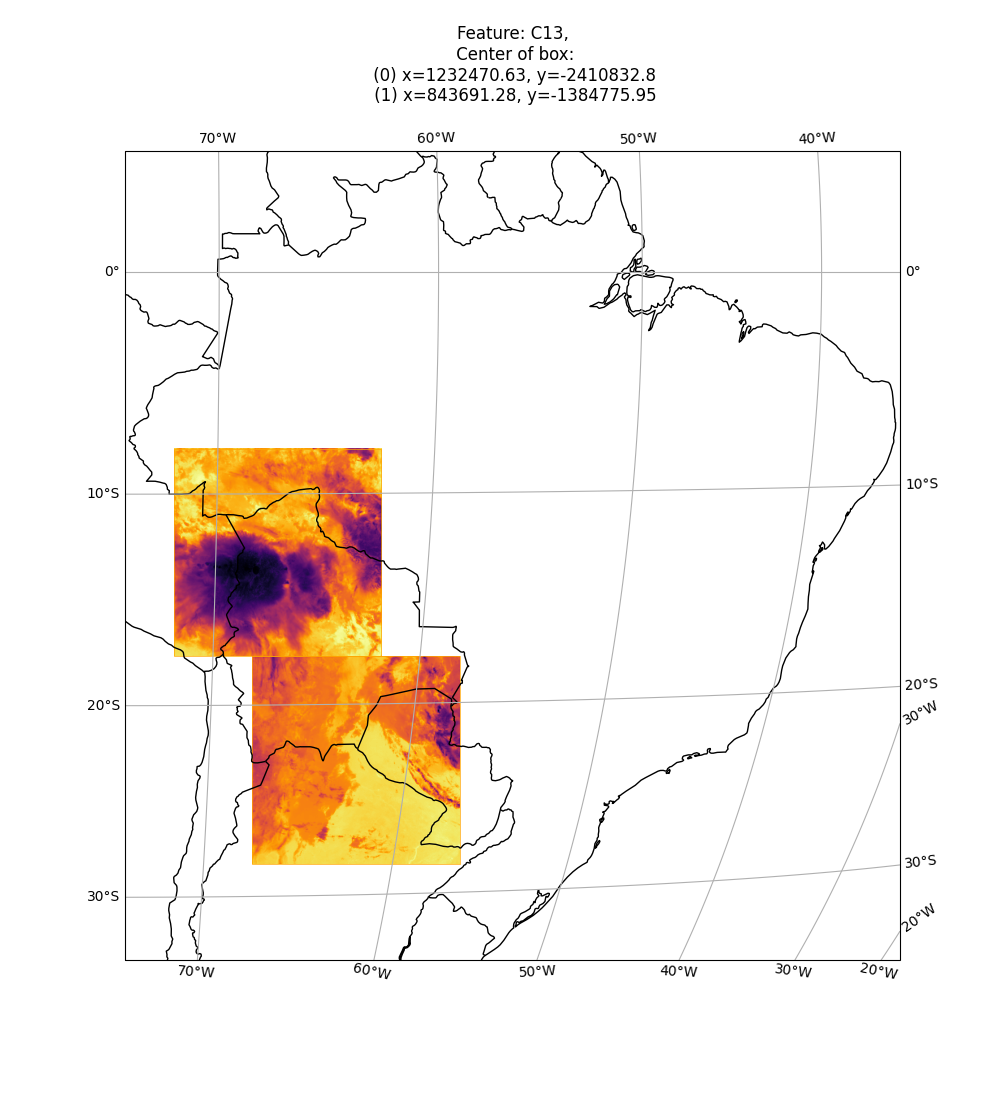 Feature: C13,
Center of box:
(0) x=1232470.63, y=-2410832.8
(1) x=843691.28, y=-1384775.95
70°W 60°W 50°W 40°W
0° 0°
10°S 10°S
20°S 20°S
30°W
30°S 30°S
20°W
70°W 60°W 50°W 40°W 30°W 20°W